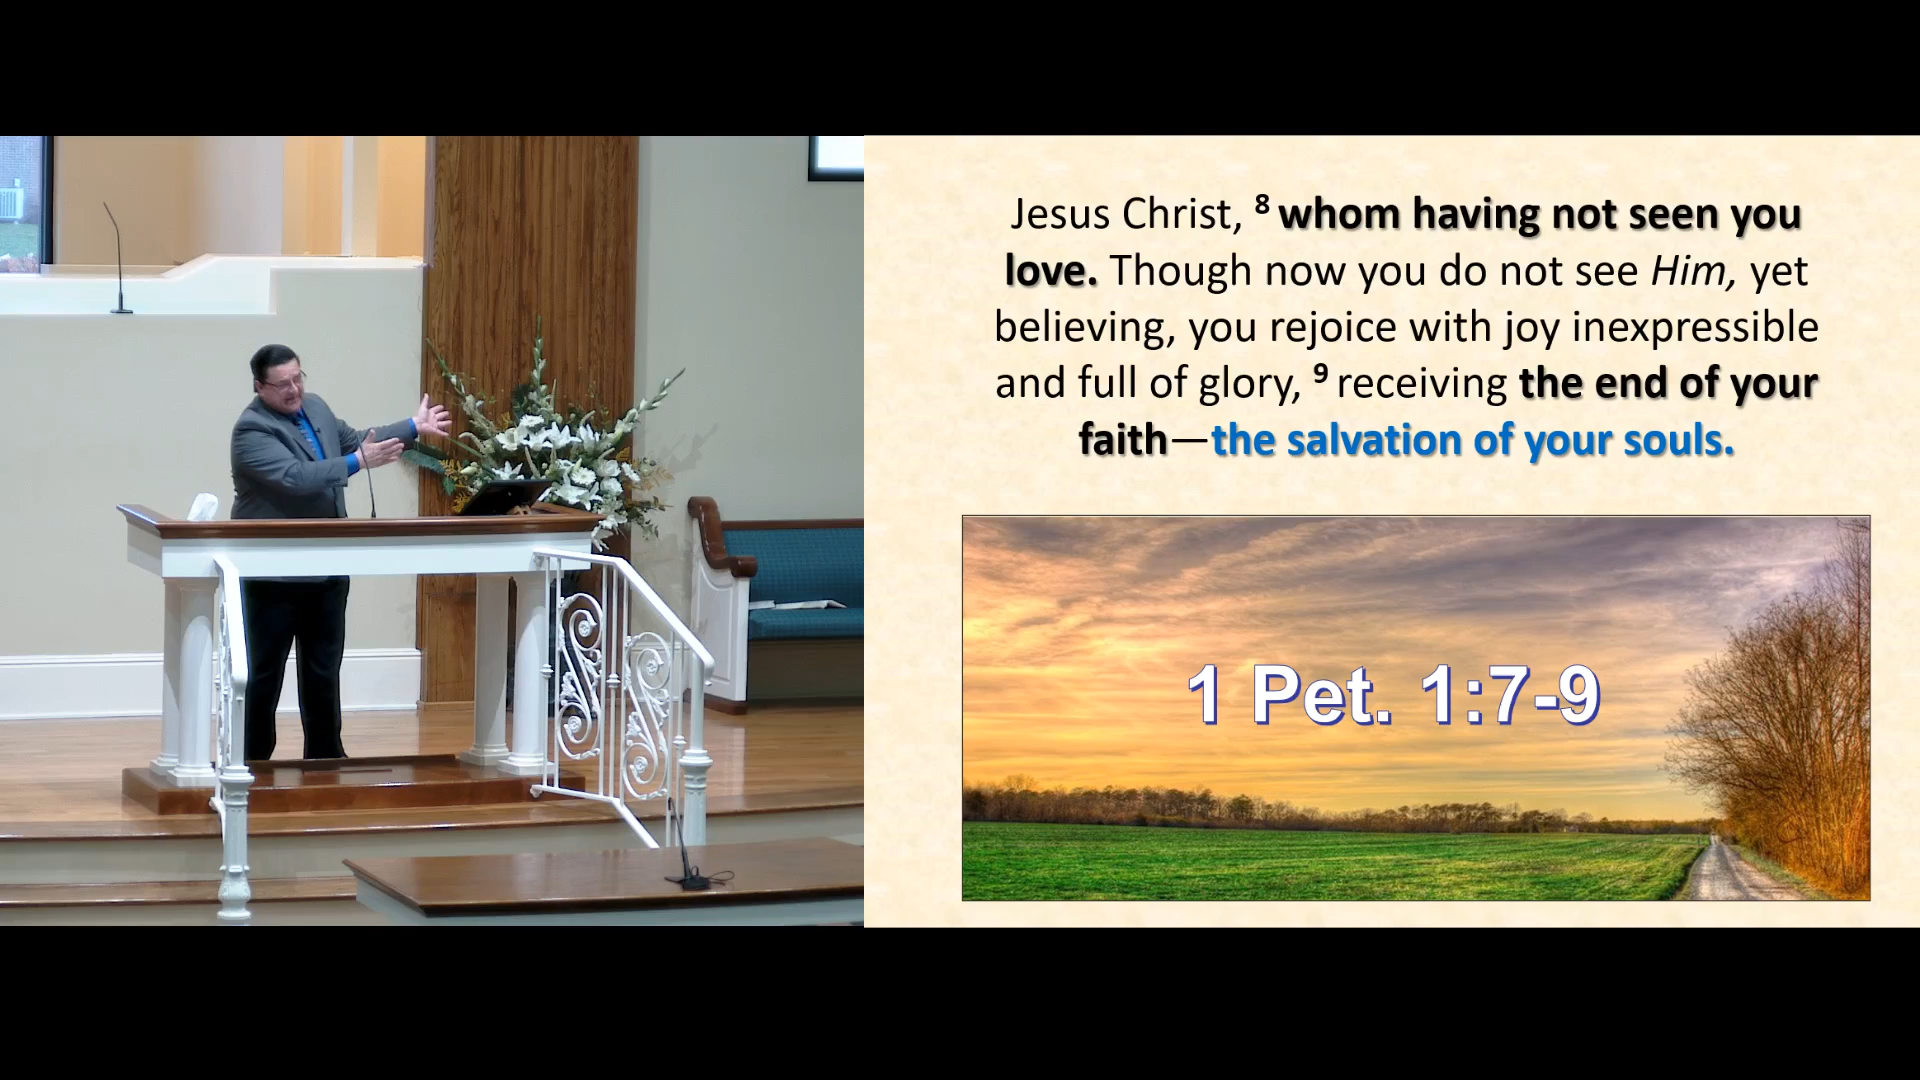 Jesus Christ, ⁸ whom having not seen you
love. Though now you do not see Him, yet
believing, you rejoice with joy inexpressible
and full of glory, ⁹ receiving the end of your
faith—the salvation of your souls.
1 Pet. 1:7-9